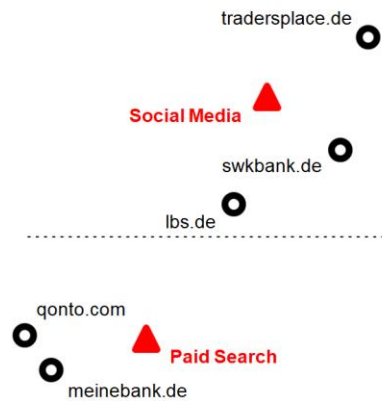 tradersplace.de
Social Media
swkbank.de
lbs.de
qonto.com
Paid Search
meinebank.de